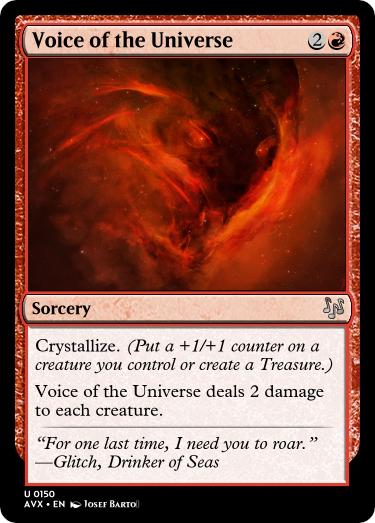 Voice of the Universe 2
Sorcery
Crystallize. (Put a +1/+1 counter on a
creature you control or create a Treasure.)
Voice of the Universe deals 2 damage
to each creature.
“For one last time, I need you to roar.”
—Glitch, Drinker of Seas
U 0150
AVX • EN Josef Barto